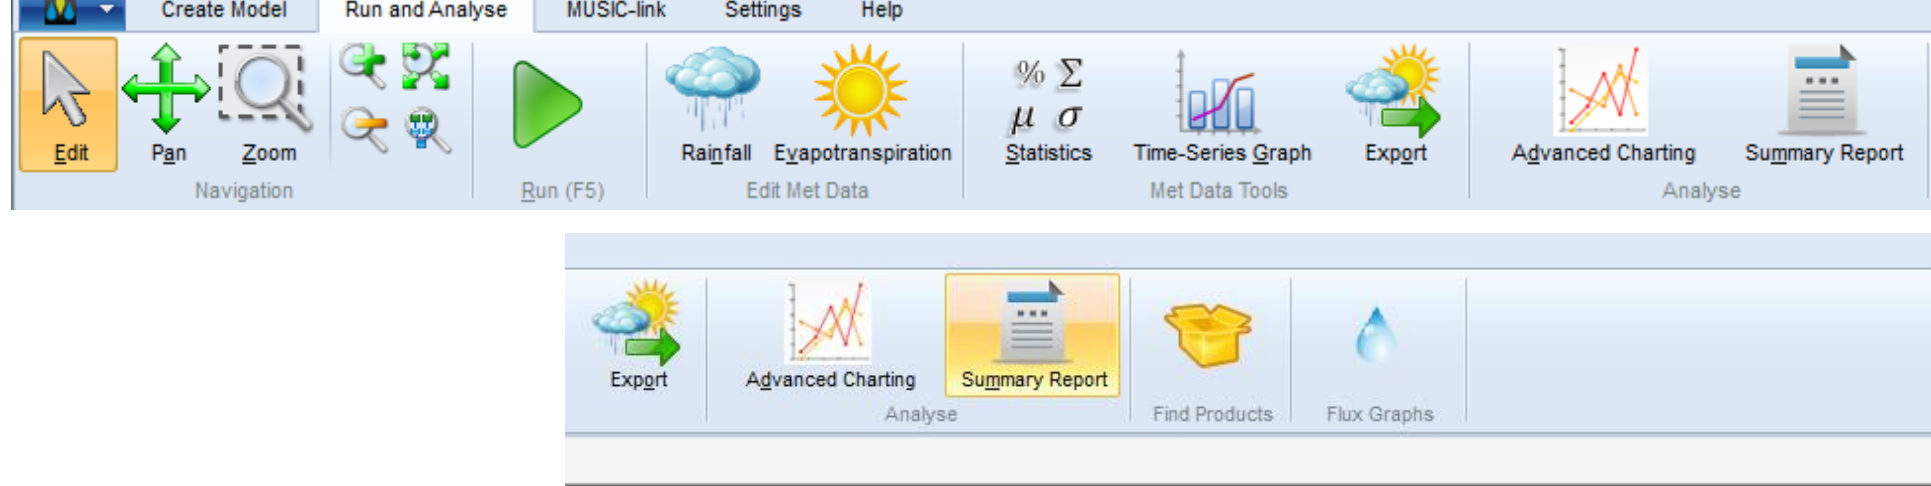 Create Model Run and Analyse MUSIC-link Settings Help
% Σ
μ σ
Edit Pan Zoom Rainfall Evapotranspiration Statistics Time-Series Graph Export Advanced Charting Summary Report
Navigation Run (F5) Edit Met Data Met Data Tools Analyse
Export Advanced Charting Summary Report
Analyse Find Products Flux Graphs